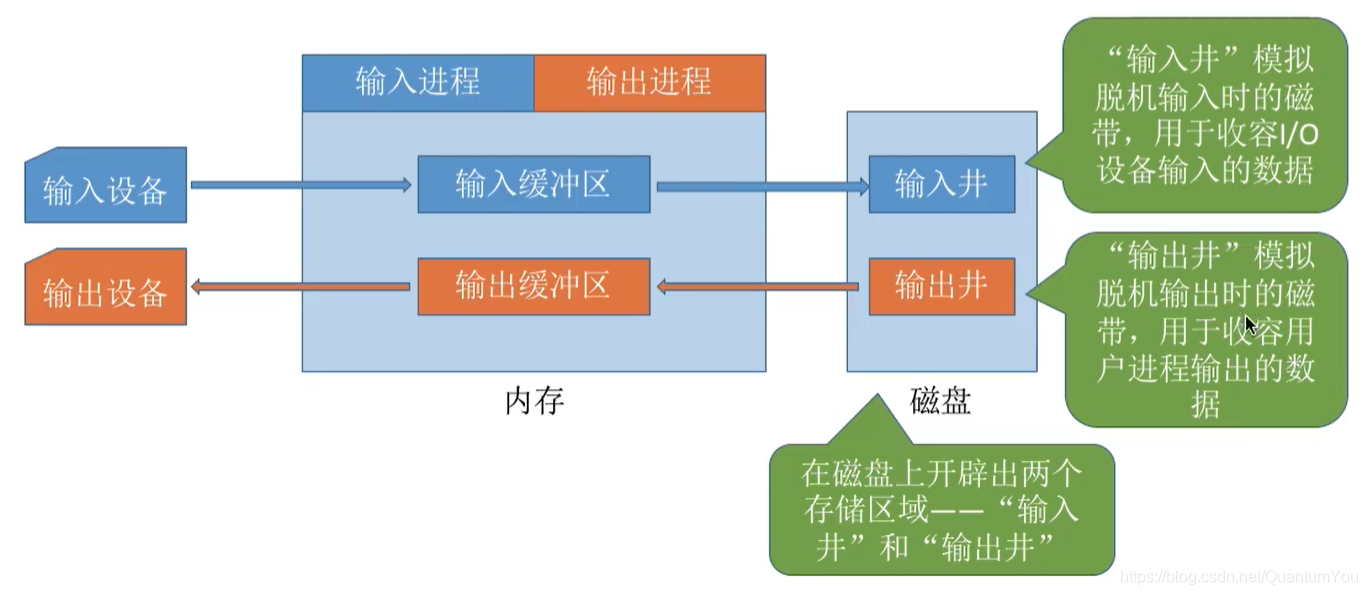 输入进程
输出进程
“输入井”模拟
脱机输入时的磁
带，用于收容I/O
设备输入的数据
输入设备
输入缓冲区
输入井
输出设备
输出缓冲区
输出井
“输出井”模拟
脱机输出时的磁
带，用于收容用
户进程输出的数
据
内存
磁盘
在磁盘上开辟出两个
存储区域——“输入
井”和“输出井”
https://blog.csdn.net/QuantumYou